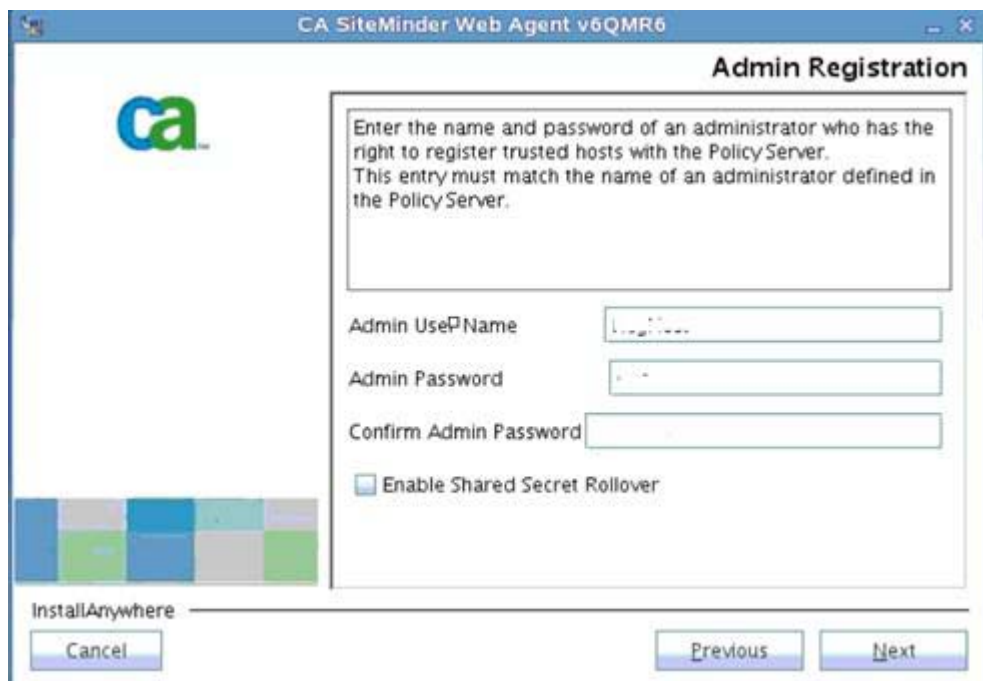 CA SiteMinder Web Agent v6QMR6
Admin Registration
ca
Enter the name and password of an administrator who has the
right to register trusted hosts with the Policy Server.
This entry must match the name of an administrator defined in
the Policy Server.
Admin User Name
Admin Password
Confirm Admin Password
Enable Shared Secret Rollover
InstallAnywhere
Cancel
Previous
Next